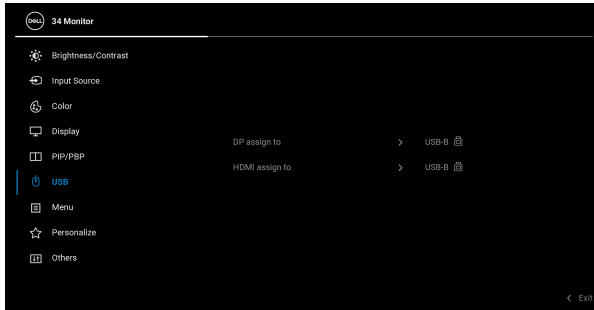 DELL 34 Monitor
Brightness/Contrast
Input Source
Color
Display
DP assign to USB-B
PIP/PBP
HDMI assign to USB-B
USB
Menu
Personalize
Others
Exit